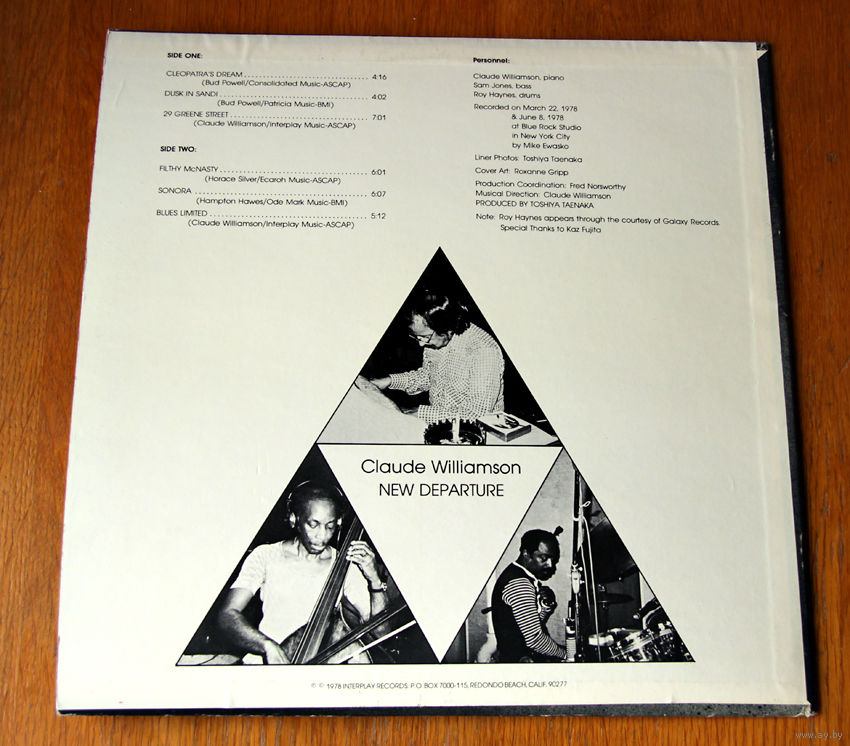 SIDE ONE:
CLEOPATRA'S DREAM .............................. 4:16
(Bud Powell/Consolidated Music-ASCAP)
DUSK IN SANDI .............................. 4:02
(Bud Powell/Patricia Music-BMI)
29 GREENE STREET .............................. 7:01
(Claude Williamson/Interplay Music-ASCAP)
SIDE TWO:
FILTHY McNASTY .............................. 6:01
(Horace Silver/Ecaroh Music-ASCAP)
SONORA .............................. 6:07
(Hampton Hawes/Ode Mark Music-BMI)
BLUES LIMITED .............................. 5:12
(Claude Williamson/Interplay Music-ASCAP)
Personnel:
Claude Williamson, piano
Sam Jones, bass
Roy Haynes, drums
Recorded on March 22, 1978
& June 8, 1978
at Blue Rock Studio
in New York City
by Mike Ewasko
Liner Photos: Toshiya Taenaka
Cover Art: Roxanne Gripp
Production Coordination: Fred Norsworthy
Musical Direction: Claude Williamson
PRODUCED BY TOSHIYA TAENAKA
Note: Roy Haynes appears through the courtesy of Galaxy Records.
Special Thanks to Kaz Fujita
Claude Williamson
NEW DEPARTURE
℗ © 1978 INTERPLAY RECORDS: P.O. BOX 7000-115, REDONDO BEACH, CALIF. 90277
www.ay.by